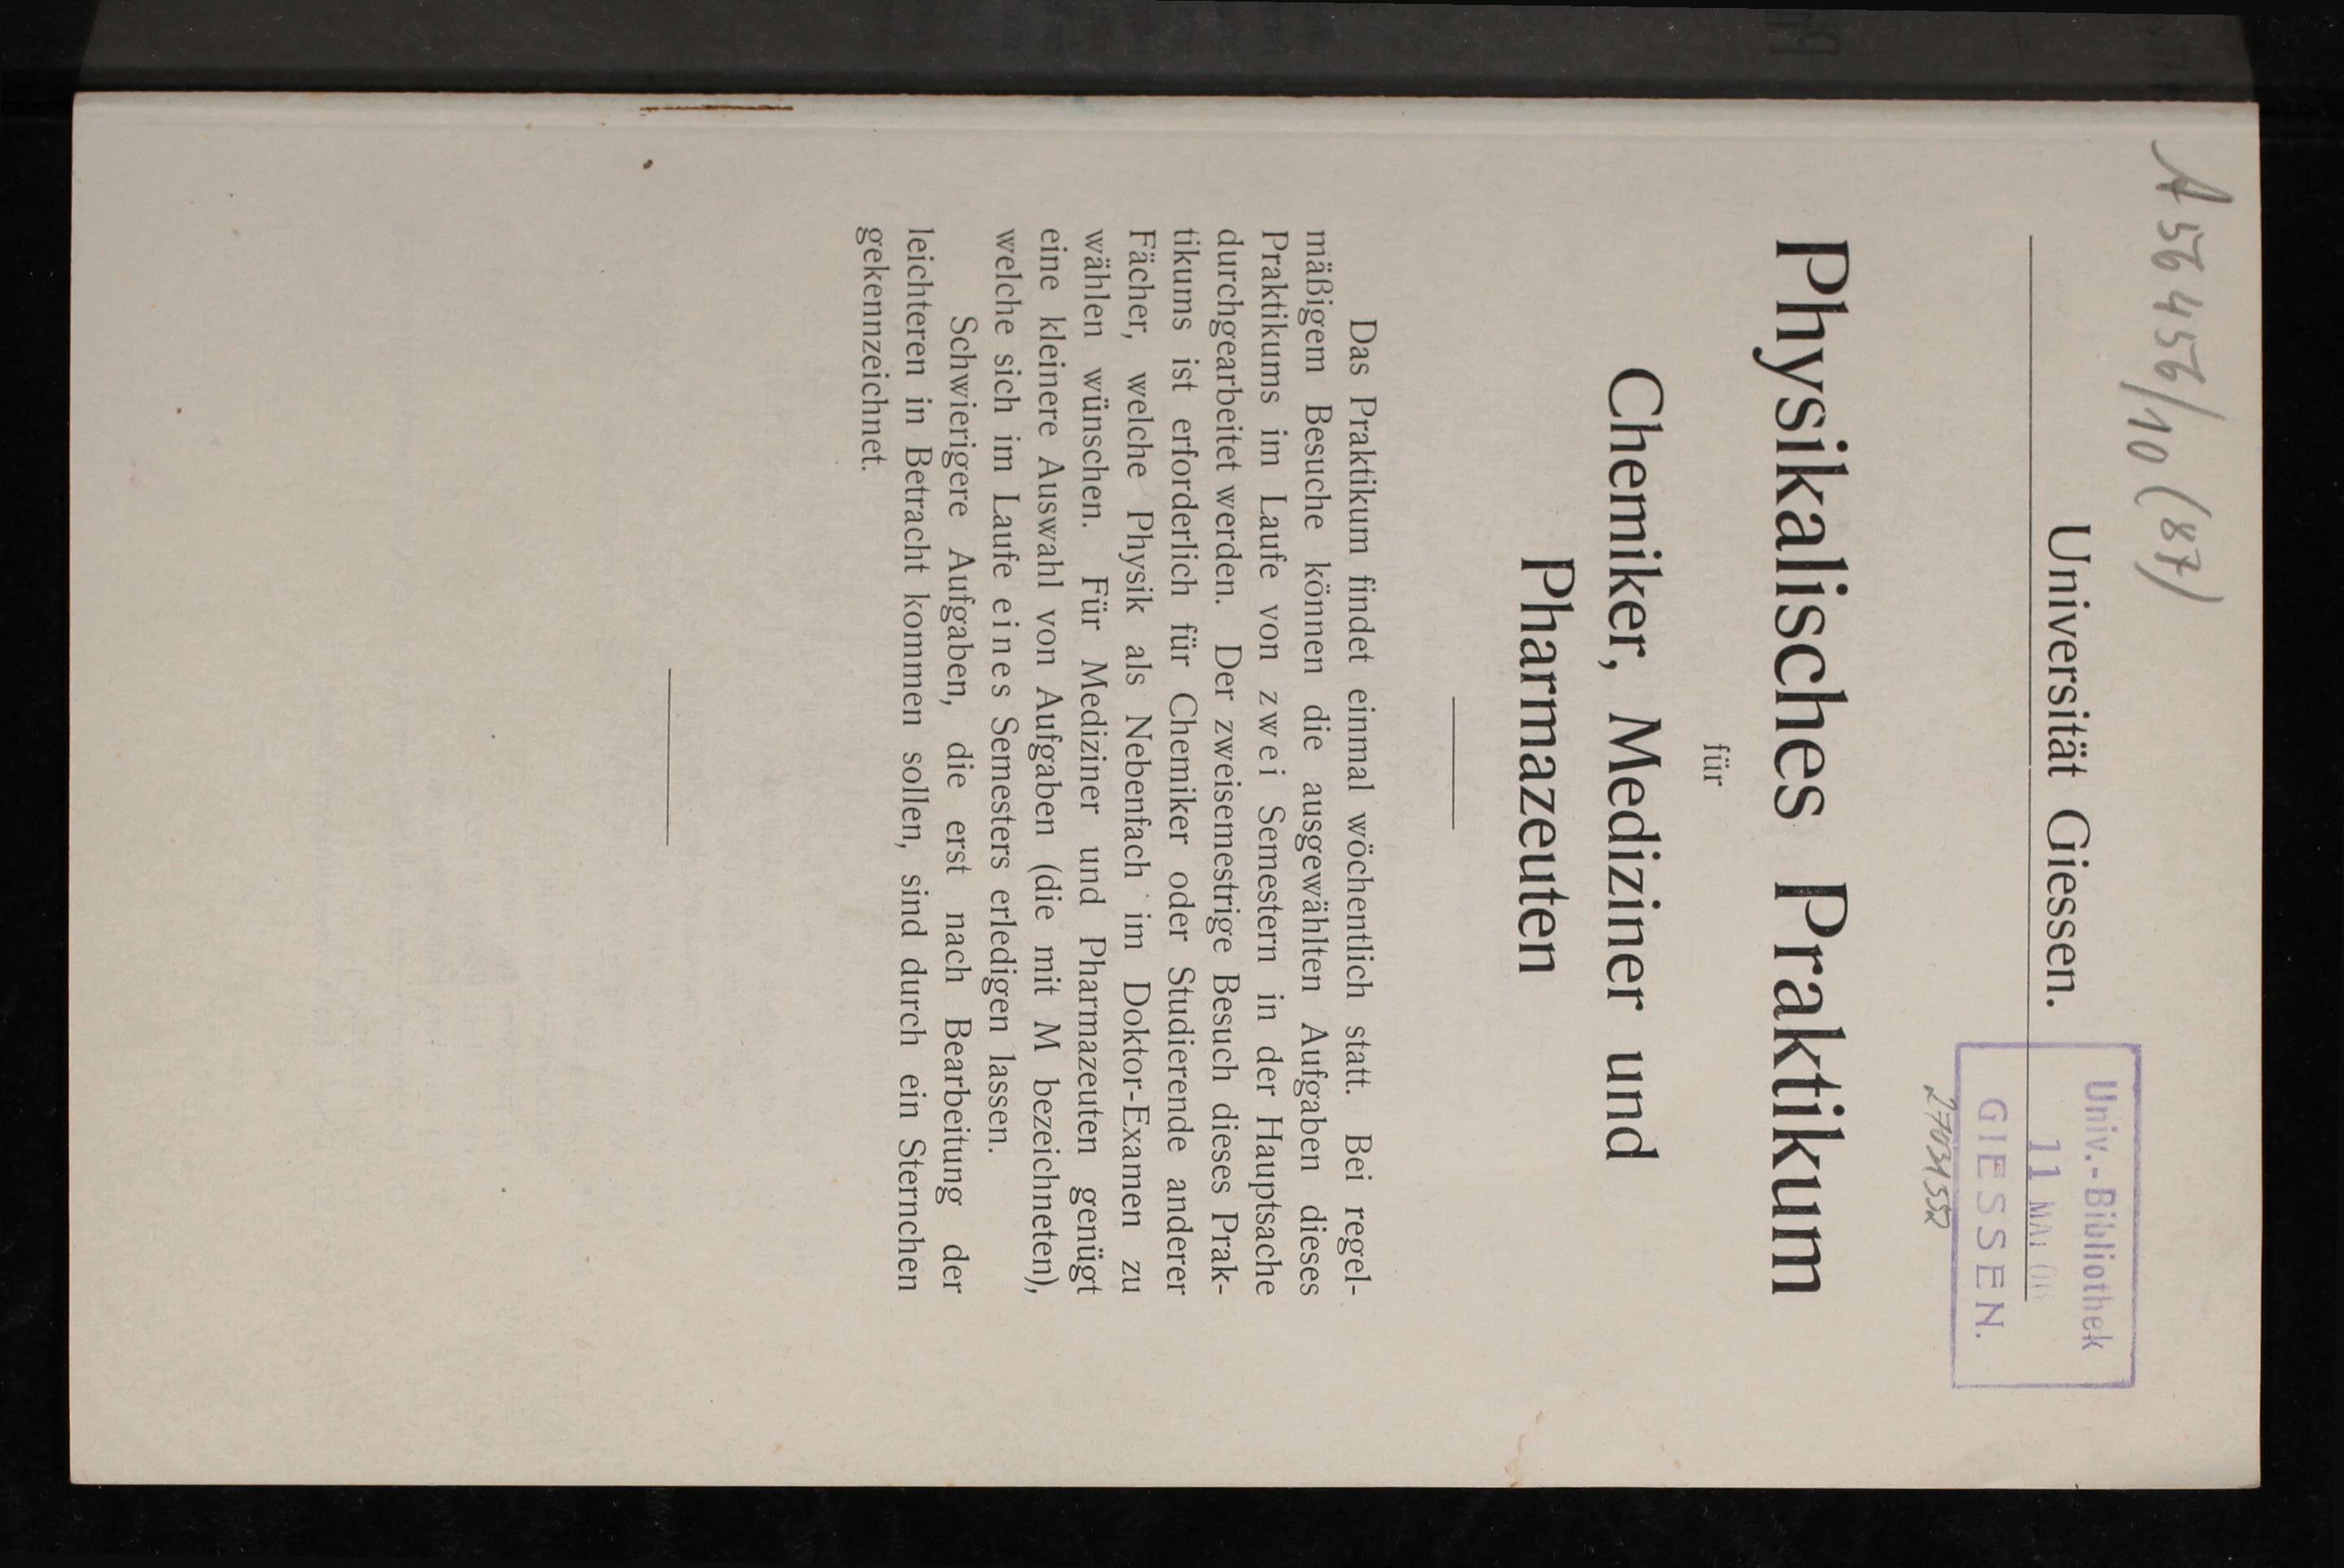 A 56 456/10 (87)
Universität Giessen.
Univ.-Bibliothek
11 MAI
GIESSEN.
Physikalisches Praktikum
für
Chemiker, Mediziner und
Pharmazeuten
Das Praktikum findet einmal wöchentlich statt. Bei regel-
mäßigem Besuche können die ausgewählten Aufgaben dieses
Praktikums im Laufe von zwei Semestern in der Hauptsache
durchgearbeitet werden. Der zweisemestrige Besuch dieses Prak-
tikums ist erforderlich für Chemiker oder Studierende anderer
Fächer, welche Physik als Nebenfach im Doktor-Examen zu
wählen wünschen. Für Mediziner und Pharmazeuten genügt
eine kleinere Auswahl von Aufgaben (die mit M bezeichneten),
welche sich im Laufe eines Semesters erledigen lassen.
Schwierigere Aufgaben, die erst nach Bearbeitung der
leichteren in Betracht kommen sollen, sind durch ein Sternchen
gekennzeichnet.